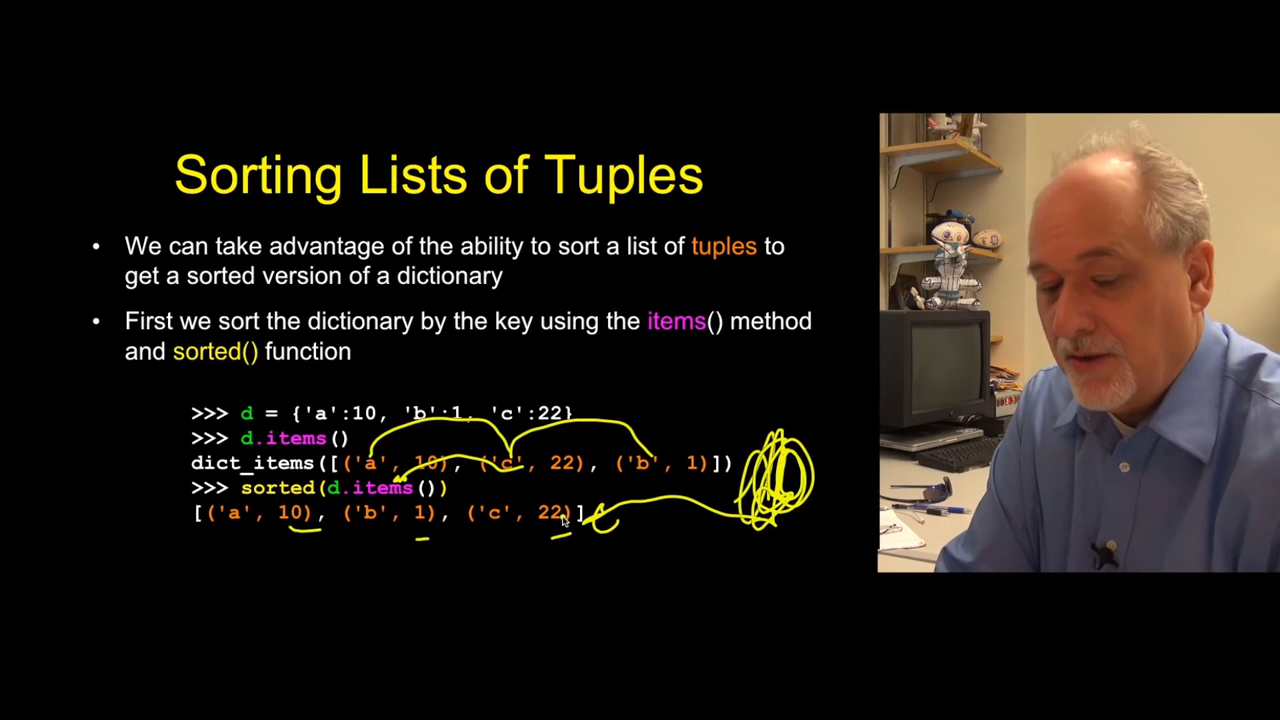 Sorting Lists of Tuples
• We can take advantage of the ability to sort a list of tuples to
get a sorted version of a dictionary
• First we sort the dictionary by the key using the items() method
and sorted() function
>>> d = {'a':10, 'b':1, 'c':22}
>>> d.items()
dict_items([('a', 10), ('c', 22), ('b', 1)])
>>> sorted(d.items())
[('a', 10), ('b', 1), ('c', 22)]